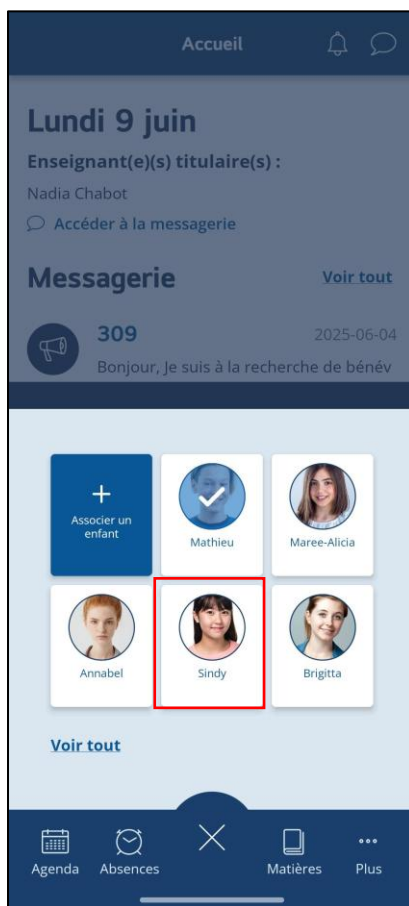 Accueil
Lundi 9 juin
Enseignant(e)(s) titulaire(s) :
Nadia Chabot
Accéder à la messagerie
Messagerie
Voir tout
309
2025-06-04
Bonjour, Je suis à la recherche de bénév
+
Associer un
enfant
Mathieu
Maree-Alicia
Annabel
Sindy
Brigitta
Voir tout
Agenda
Absences
Matières
Plus